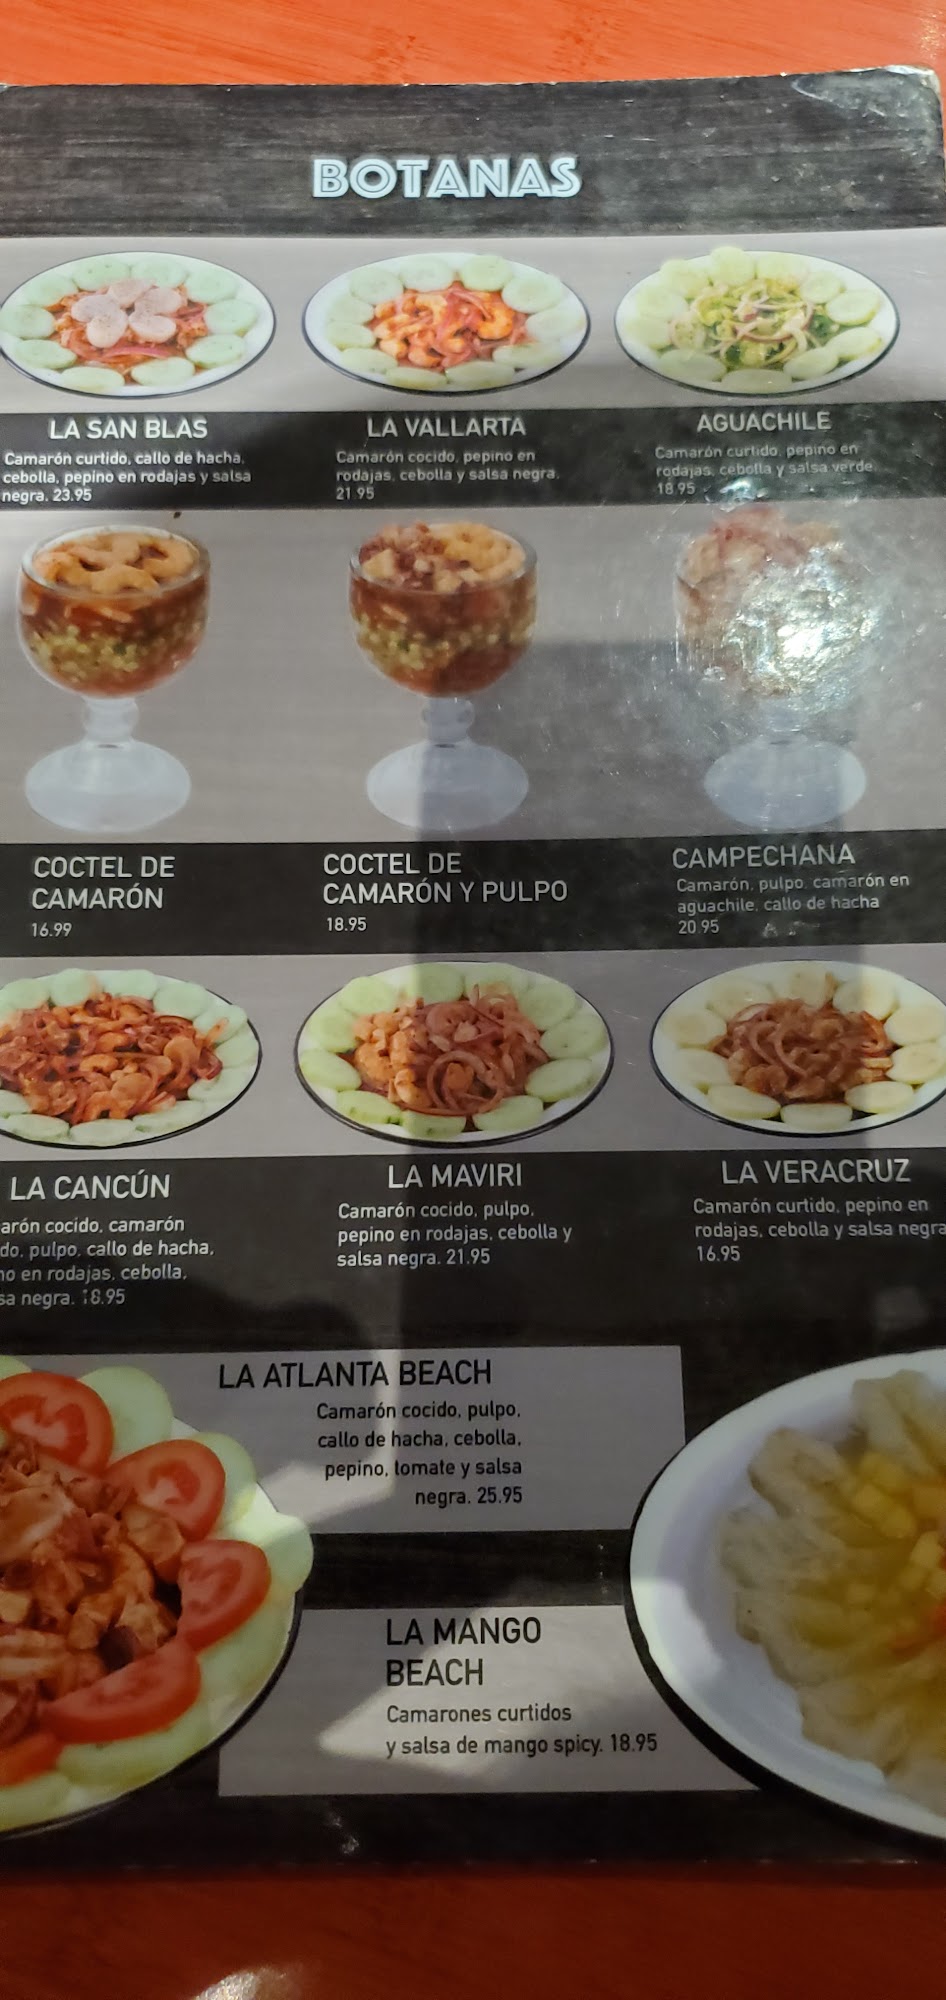 BOTANAS
LA SAN BLAS
Camarón curtido, callo de hacha,
cebolla, pepino en rodajas y salsa
negra. 23.95
LA VALLARTA
Camarón cocido, pepino en
rodajas, cebolla y salsa negra.
21.95
AGUACHILE
Camarón curtido, pepino en
rodajas, cebolla y salsa verde.
18.95
COCTEL DE
CAMARÓN
16.99
COCTEL DE
CAMARÓN Y PULPO
18.95
CAMPECHANA
Camarón, pulpo, camarón en
aguachile, callo de hacha
20.95
LA CANCÚN
arón cocido, camarón
do, pulpo, callo de hacha,
no en rodajas, cebolla,
sa negra. 18.95
LA MAVIRI
Camarón cocido, pulpo,
pepino en rodajas, cebolla y
salsa negra. 21.95
LA VERACRUZ
Camarón curtido, pepino en
rodajas, cebolla y salsa negra
16.95
LA ATLANTA BEACH
Camarón cocido, pulpo,
callo de hacha, cebolla,
pepino, tomate y salsa
negra. 25.95
LA MANGO
BEACH
Camarones curtidos
y salsa de mango spicy. 18.95